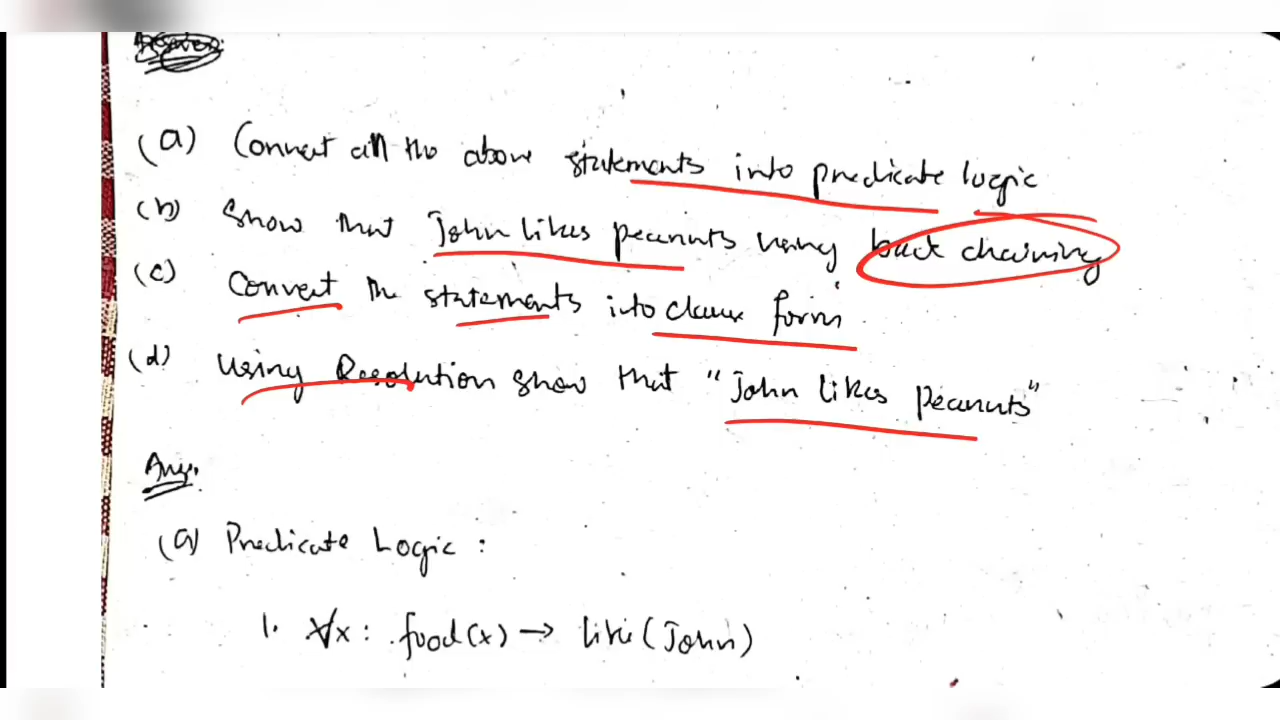 (a) Convert all the above statements into predicate logic
(b) Show that John likes peanuts using back chaining
(c) Convert the statements into clause form
(d) Using Resolution show that "John likes peanuts"
Ans:
(a) Predicate Logic :
1. ∀x : food(x) → like(John)